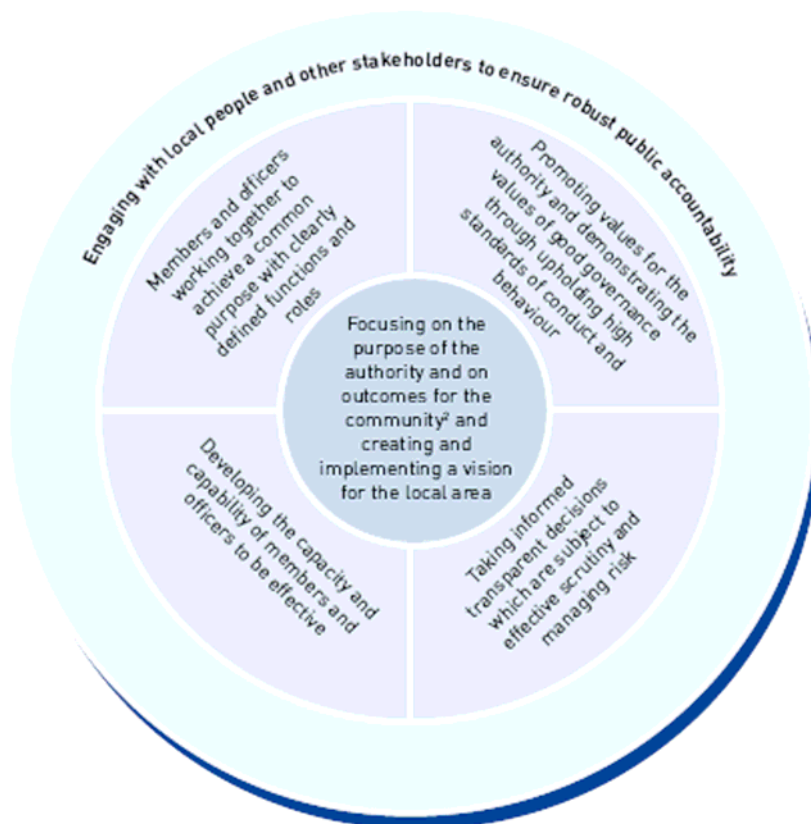 Engaging with local people and other stakeholders to ensure robust public accountability
Members and officers
working together to
achieve a common
purpose with clearly
defined functions and
roles
Promoting values for the
authority and demonstrating the
values of good governance
through upholding high
standards of conduct and
behaviour
Focusing on the
purpose of the
authority and on
outcomes for the
community² and
creating and
implementing a vision
for the local area
Developing the capacity and
capability of members and
officers to be effective
Taking informed
transparent decisions
which are subject to
effective scrutiny and
managing risk